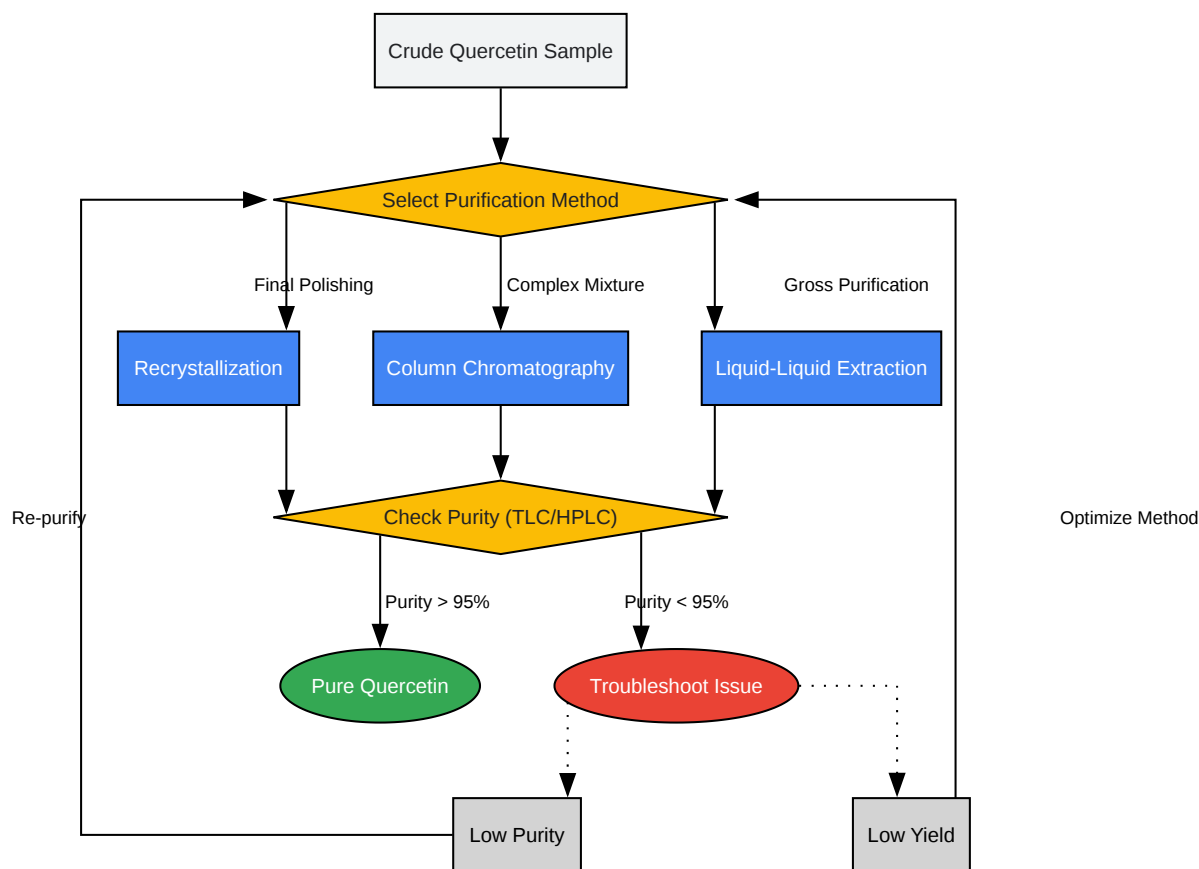 Crude Quercetin Sample
Select Purification Method
Final Polishing
Complex Mixture
Gross Purification
Recrystallization
Column Chromatography
Liquid-Liquid Extraction
Re-purify
Check Purity (TLC/HPLC)
Optimize Method
Purity > 95%
Purity < 95%
Pure Quercetin
Troubleshoot Issue
Low Purity
Low Yield